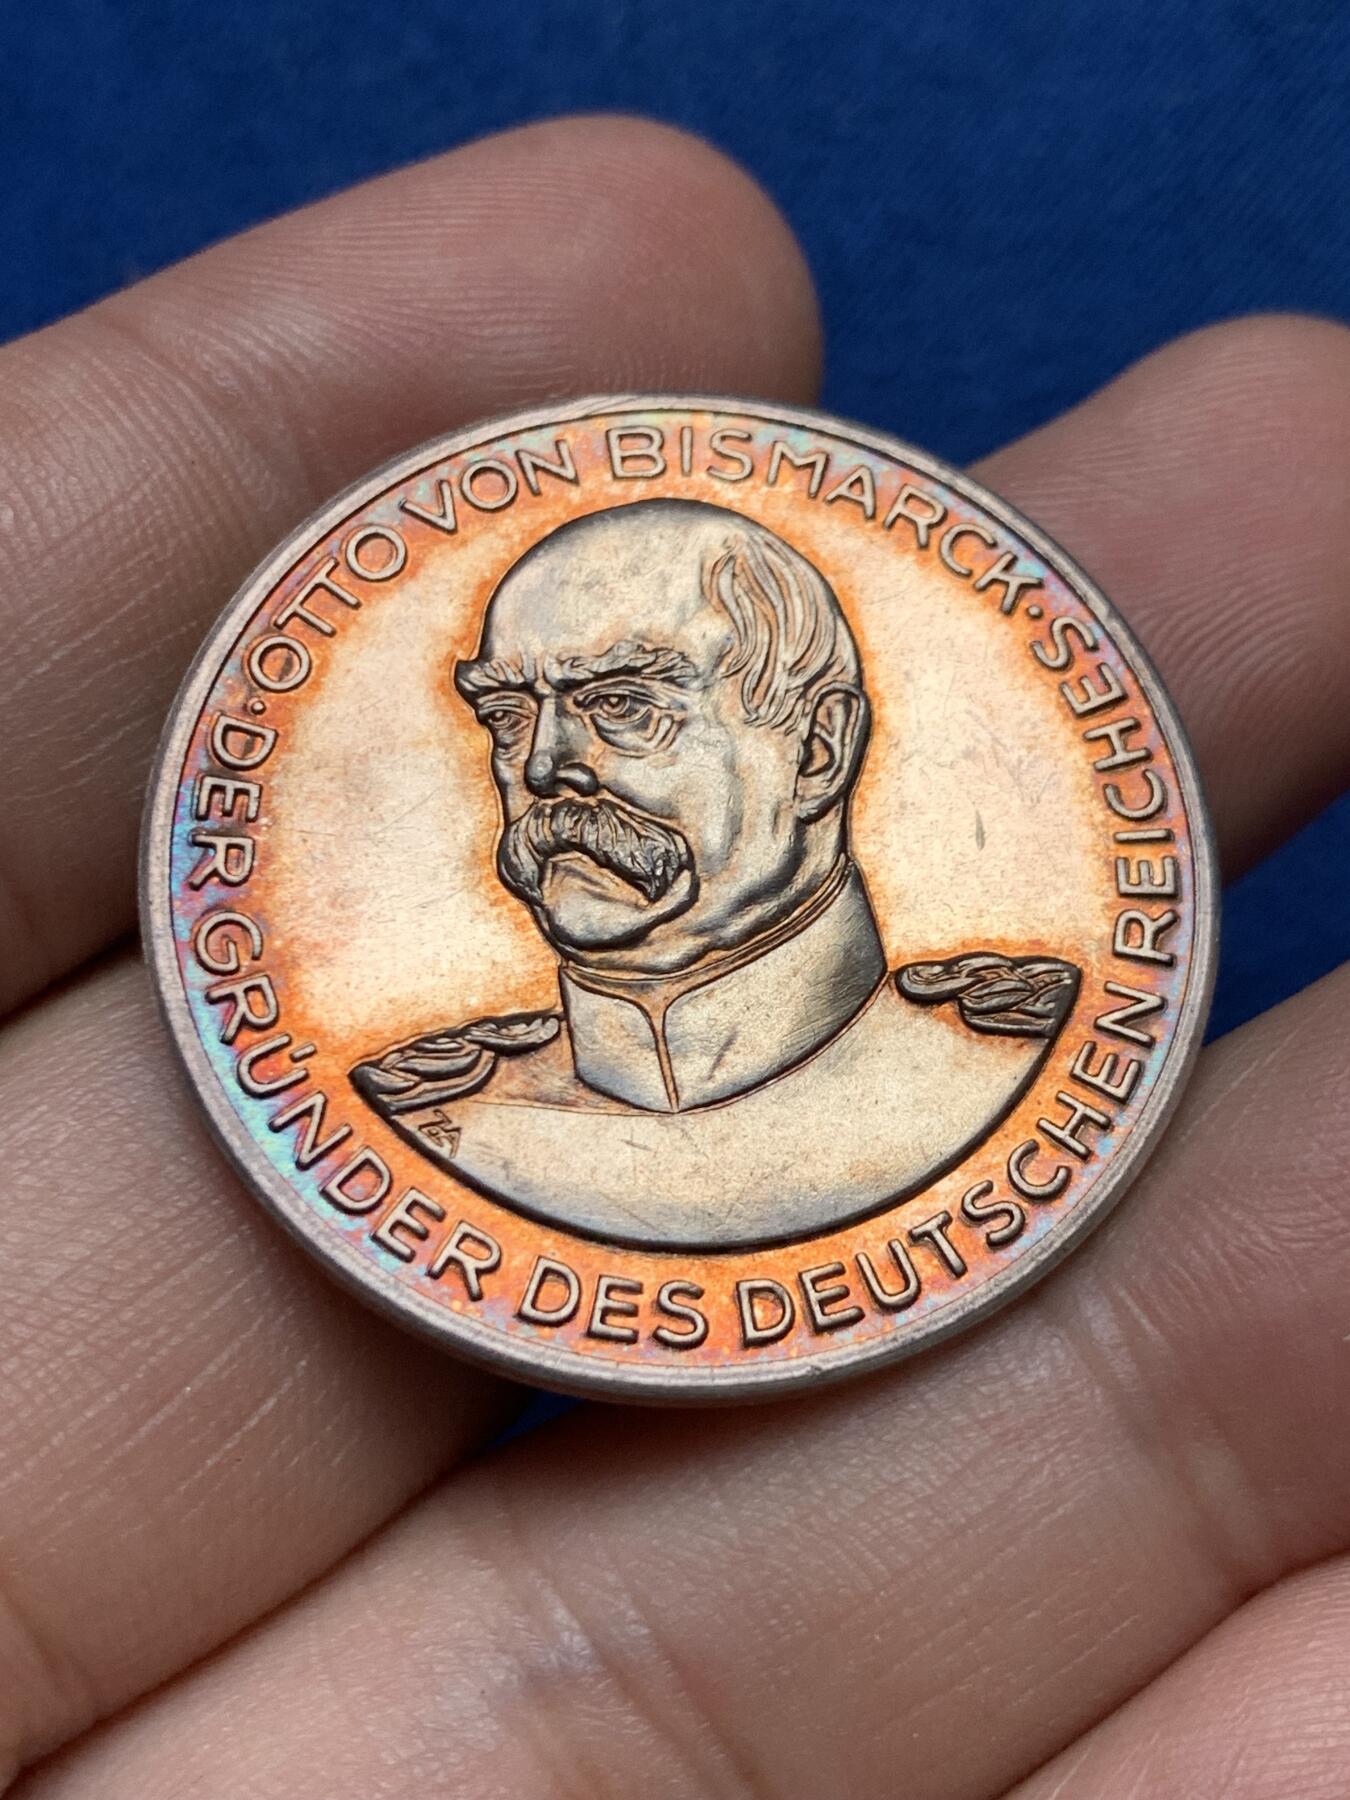 ·OTTO VON BISMARCK·
DER GRÜNDER DES DEUTSCHEN REICHES